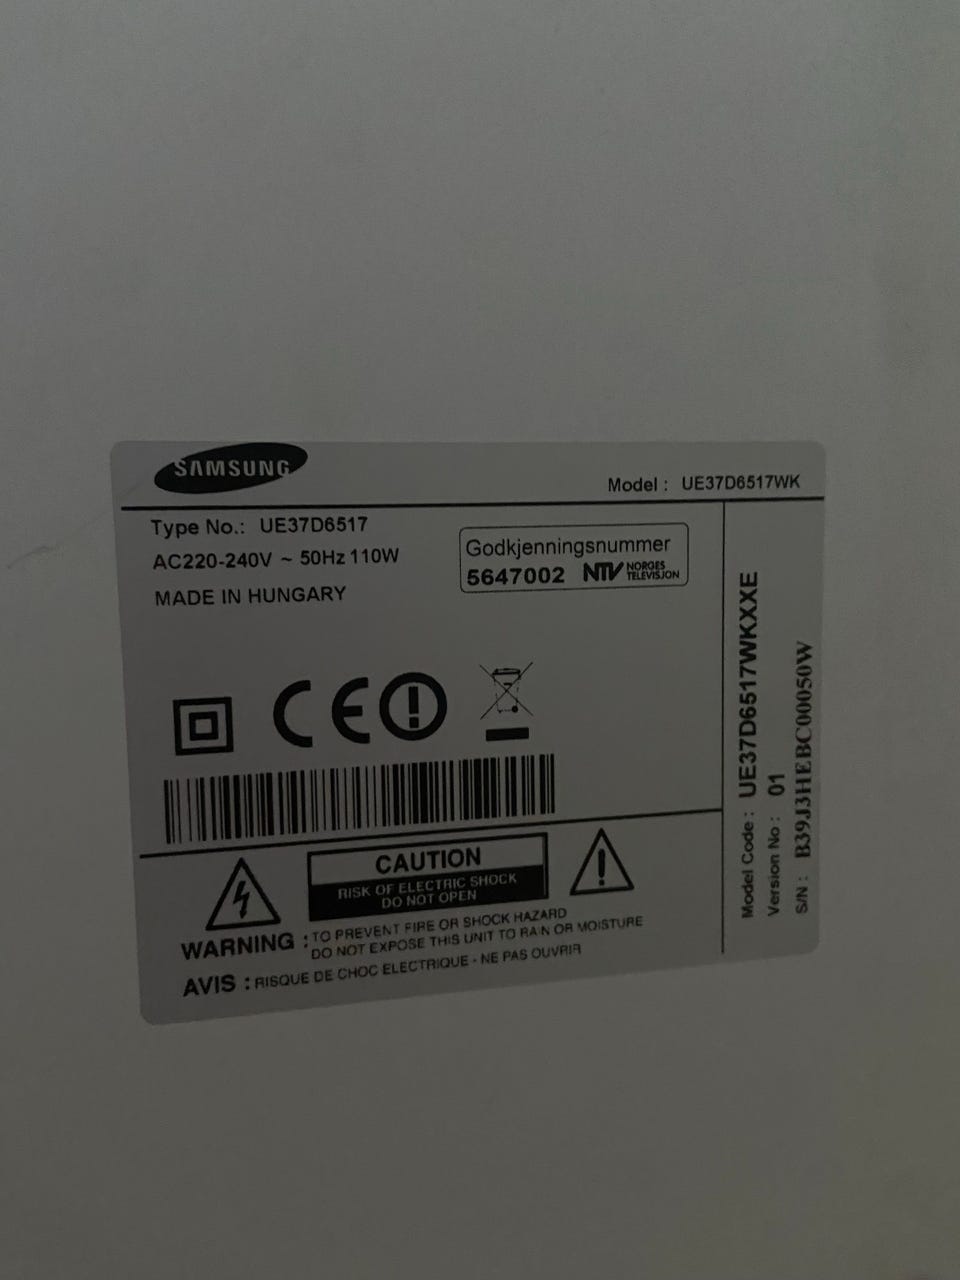 SAMSUNG
Model : UE37D6517WK
Type No.: UE37D6517
AC220-240V ~ 50Hz 110W
MADE IN HUNGARY
Godkjenningsnummer
5647002 NTV NORGES TELEVISJON
CE
CAUTION
RISK OF ELECTRIC SHOCK
DO NOT OPEN
WARNING : TO PREVENT FIRE OR SHOCK HAZARD
DO NOT EXPOSE THIS UNIT TO RAIN OR MOISTURE
AVIS : RISQUE DE CHOC ELECTRIQUE - NE PAS OUVRIR
Model Code : UE37D6517WKXXE
Version No : 01
S/N : B39J3HEBC00050W